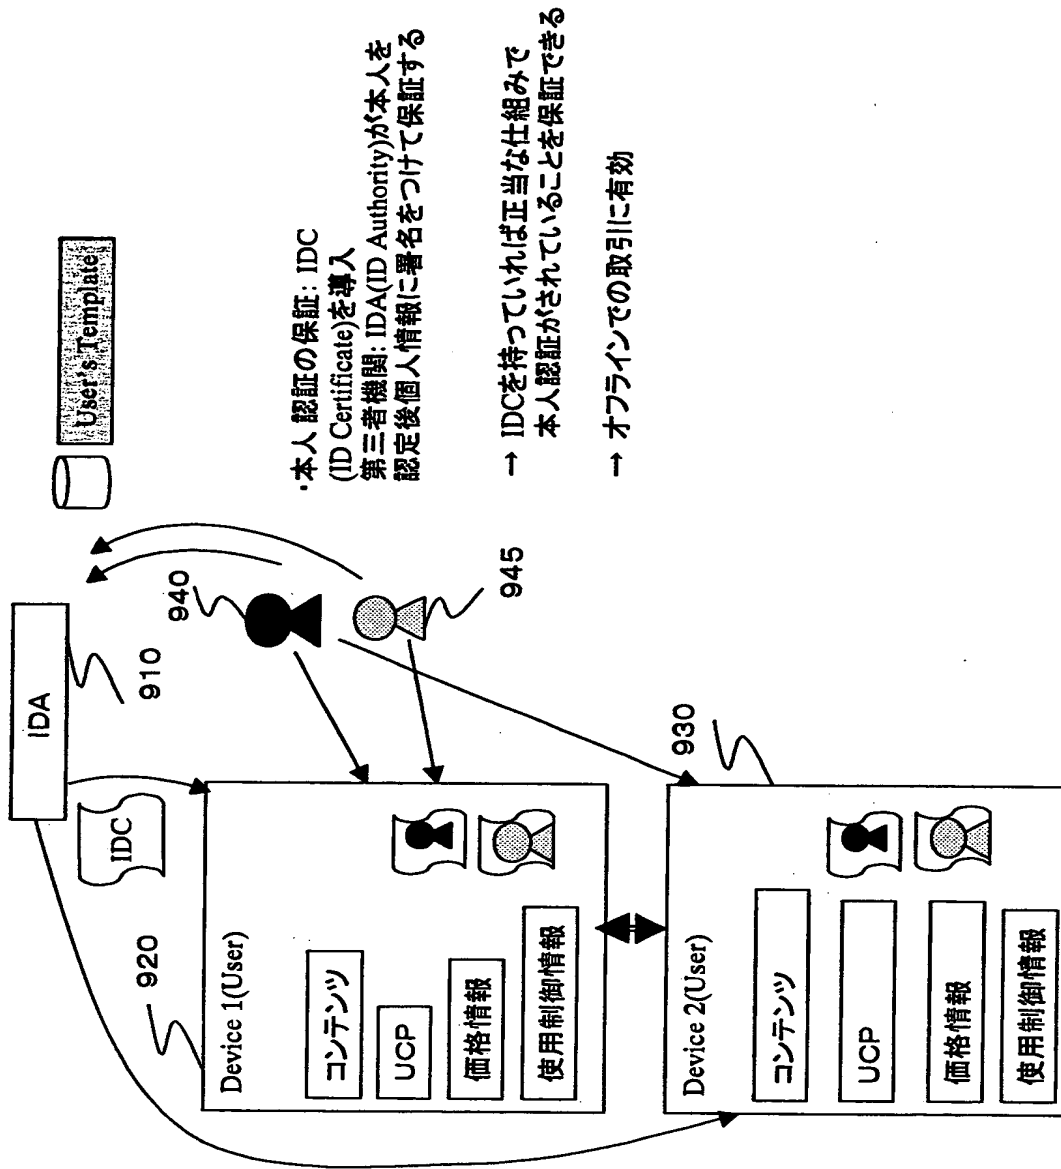 IDA
910
User's Template
IDC
940
945
920
Device 1(User)
コンテンツ
UCP
価格情報
使用制御情報
930
Device 2(User)
コンテンツ
UCP
価格情報
使用制御情報
・本人認証の保証: IDC
(ID Certificate)を導入
第三者機関: IDA(ID Authority)が本人を
認定後個人情報に署名をつけて保証する
→ IDCを持っていれば正当な仕組みで
本人認証がされていることを保証できる
→ オフラインでの取引に有効